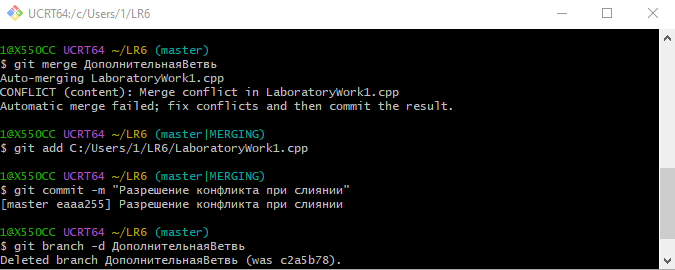 UCRT64:/c/Users/1/LR6
1@X550CC UCRT64 ~/LR6 (master)
$ git merge ДополнительнаяВетвь
Auto-merging LaboratoryWork1.cpp
CONFLICT (content): Merge conflict in LaboratoryWork1.cpp
Automatic merge failed; fix conflicts and then commit the result.
1@X550CC UCRT64 ~/LR6 (master|MERGING)
$ git add C:/Users/1/LR6/LaboratoryWork1.cpp
1@X550CC UCRT64 ~/LR6 (master|MERGING)
$ git commit -m "Разрешение конфликта при слиянии"
[master eaaa255] Разрешение конфликта при слиянии
1@X550CC UCRT64 ~/LR6 (master)
$ git branch -d ДополнительнаяВетвь
Deleted branch ДополнительнаяВетвь (was c2a5b78).